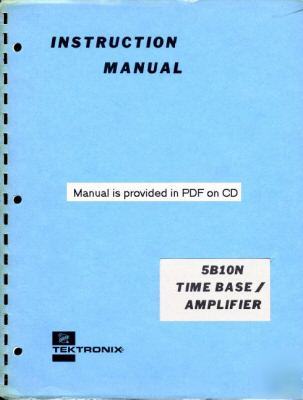 INSTRUCTION
MANUAL
Manual is provided in PDF on CD
5B10N
TIME BASE/
AMPLIFIER
TEKTRONIX